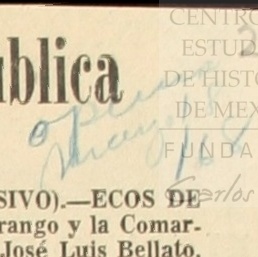 ública
CENTRO
ESTUD
DE HISTO
DE MEX
FUNDA
Carlos
SIVO).—ECOS DE
rango y la Comar-
José Luis Bellato.